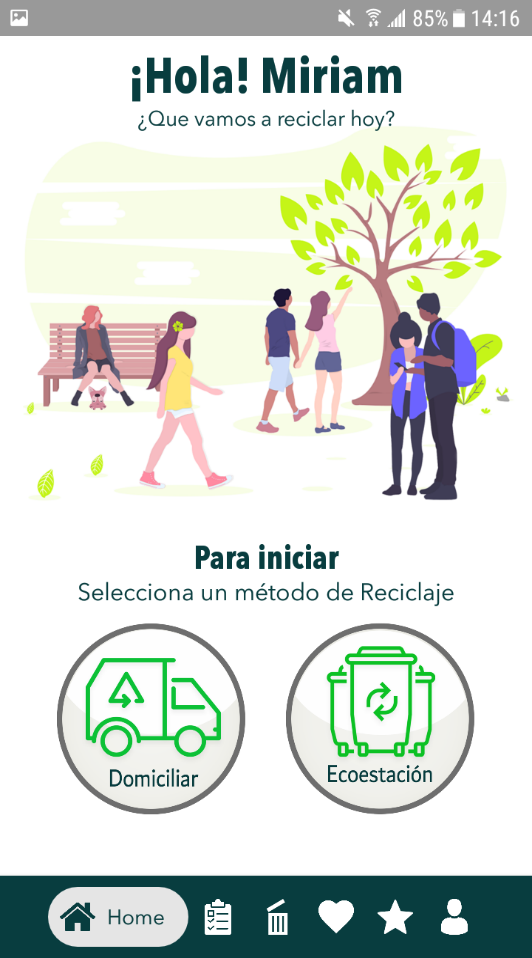 85% 14:16
¡Hola! Miriam
¿Que vamos a reciclar hoy?
Para iniciar
Selecciona un método de Reciclaje
Domiciliar
Ecoestación
Home